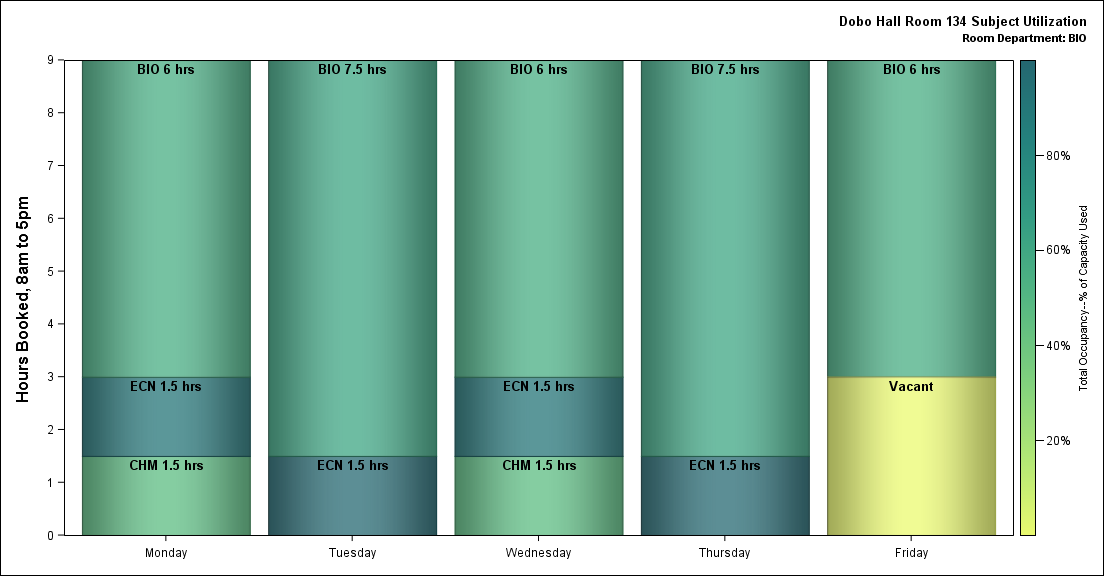 Dobo Hall Room 134 Subject Utilization
Room Department: BIO
Hours Booked, 8am to 5pm
9
8
7
6
5
4
3
2
1
0
BIO 6 hrs
ECN 1.5 hrs
CHM 1.5 hrs
BIO 7.5 hrs
ECN 1.5 hrs
BIO 6 hrs
ECN 1.5 hrs
CHM 1.5 hrs
BIO 7.5 hrs
ECN 1.5 hrs
BIO 6 hrs
Vacant
Monday
Tuesday
Wednesday
Thursday
Friday
80%
60%
40%
20%
Total Occupancy--% of Capacity Used